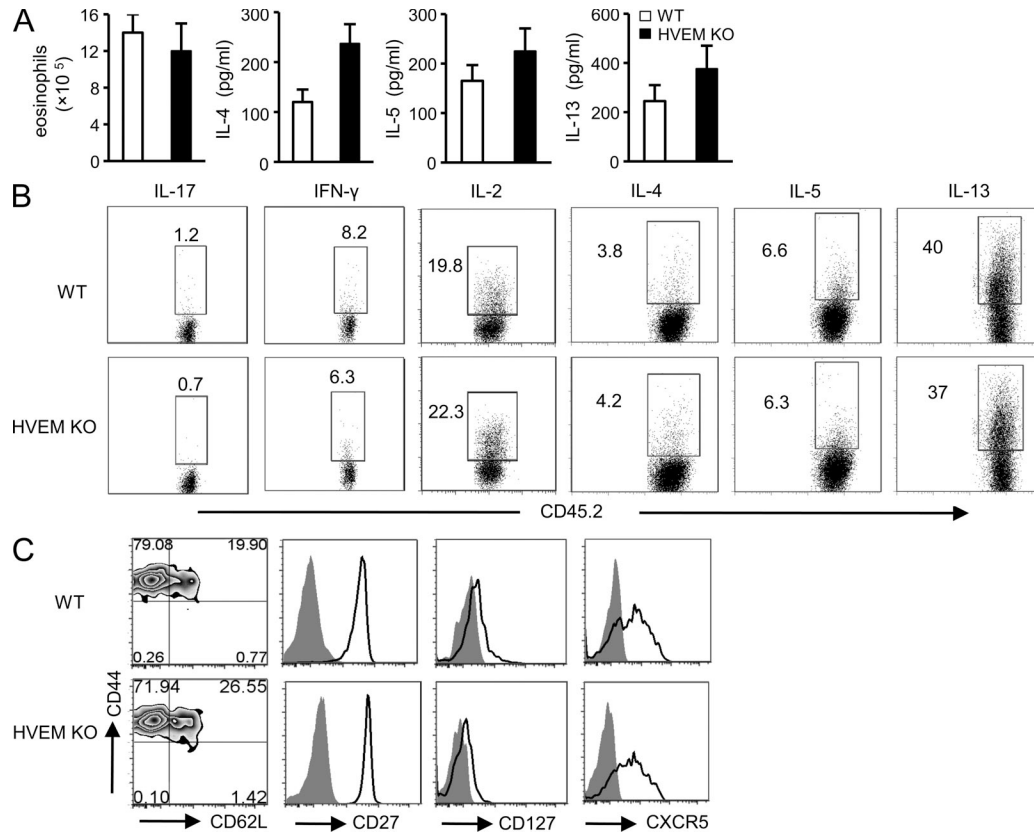 A
eosinophils (×10 5)
16
12
8
4
0
IL-4 (pg/ml)
300
200
100
0
IL-5 (pg/ml)
300
200
100
0
IL-13 (pg/ml)
600
400
200
0
WT
HVEM KO
B
IL-17 IFN-γ IL-2 IL-4 IL-5 IL-13
WT
1.2 8.2 19.8 3.8 6.6 40
HVEM KO
0.7 6.3 22.3 4.2 6.3 37
CD45.2
C
WT
79.08 19.90
0.26 0.77
HVEM KO
71.94 26.55
0.10 1.42
CD44
CD62L CD27 CD127 CXCR5